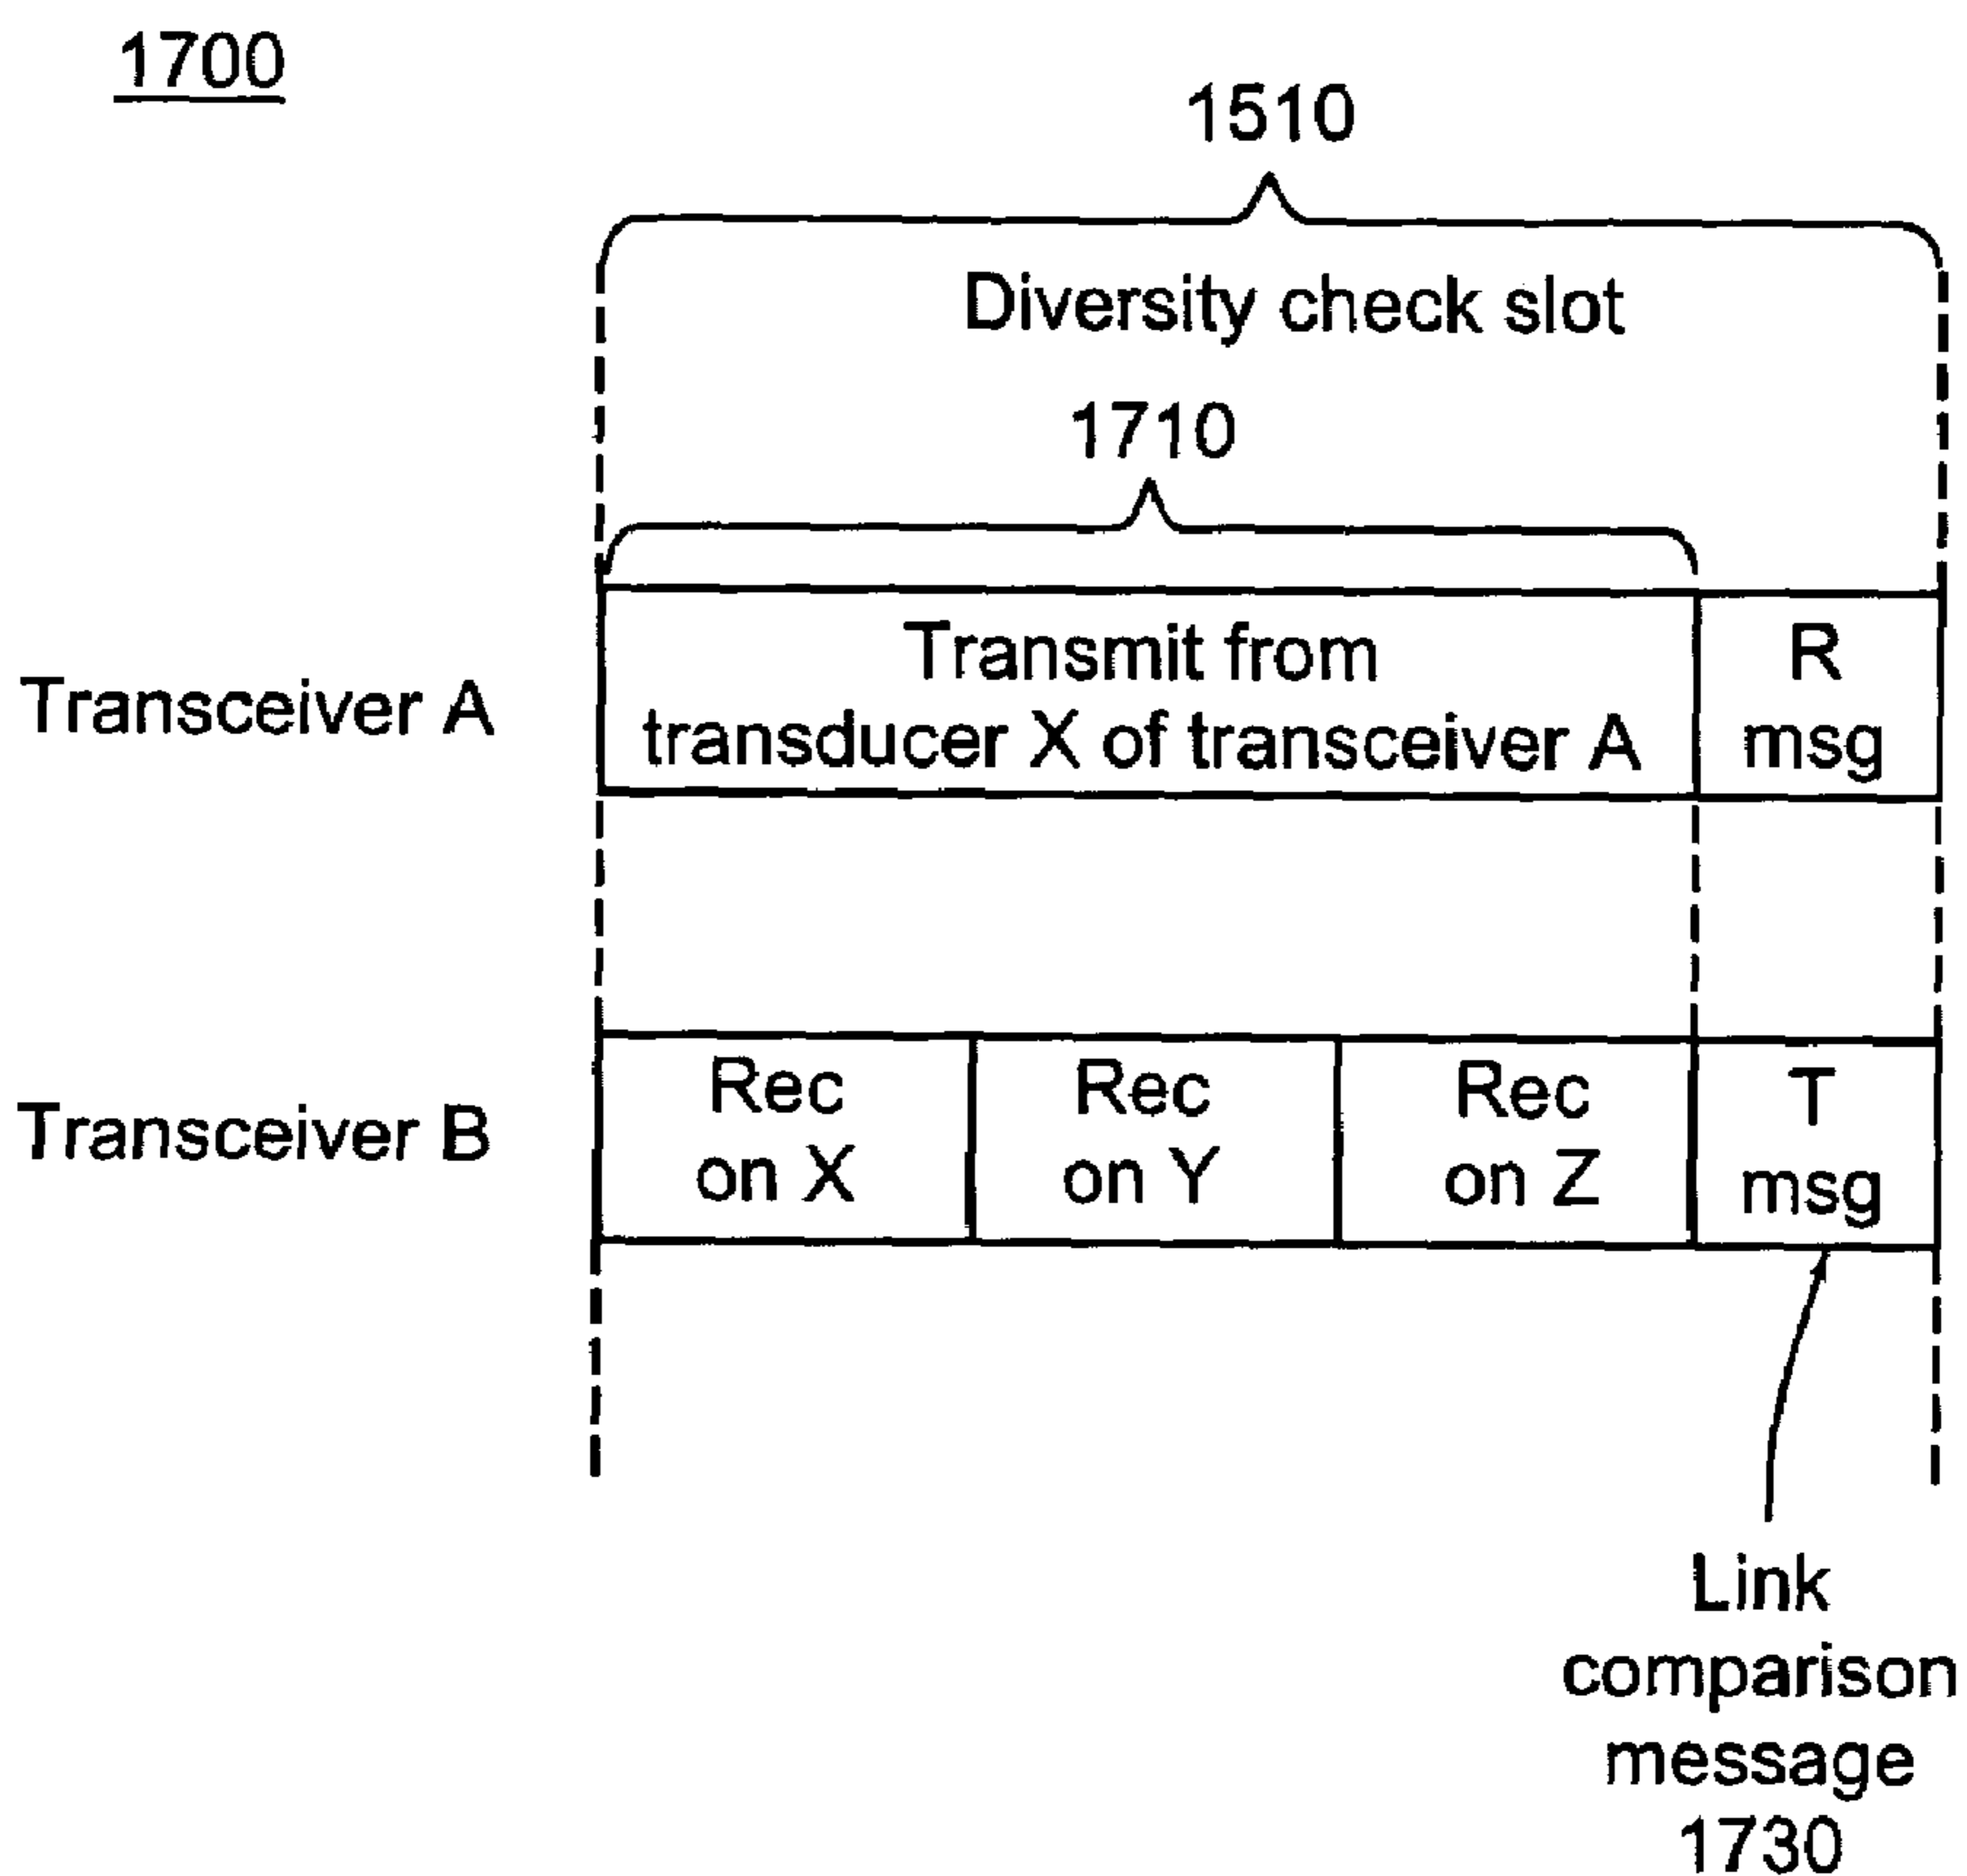 1700
1510
Diversity check slot
1710
Transceiver A
Transmit from
transducer X of transceiver A
R
msg
Transceiver B
Rec
on X
Rec
on Y
Rec
on Z
T
msg
Link
comparison
message
1730